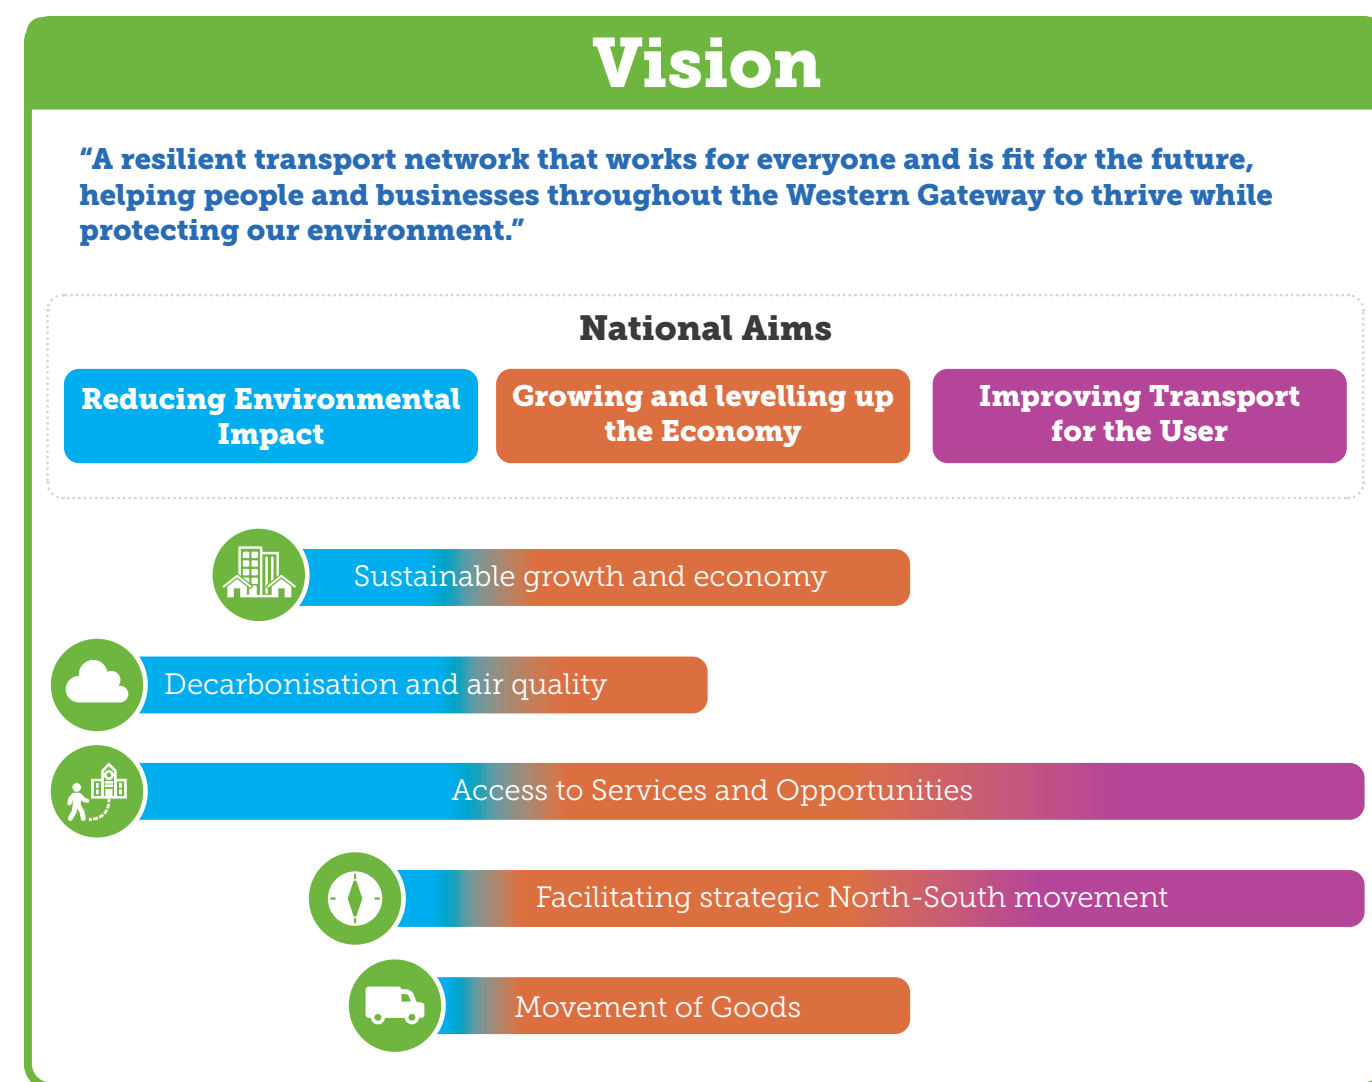 Vision
“A resilient transport network that works for everyone and is fit for the future,
helping people and businesses throughout the Western Gateway to thrive while
protecting our environment.”
National Aims
Reducing Environmental
Impact
Growing and levelling up
the Economy
Improving Transport
for the User
Sustainable growth and economy
Decarbonisation and air quality
Access to Services and Opportunities
Facilitating strategic North-South movement
Movement of Goods